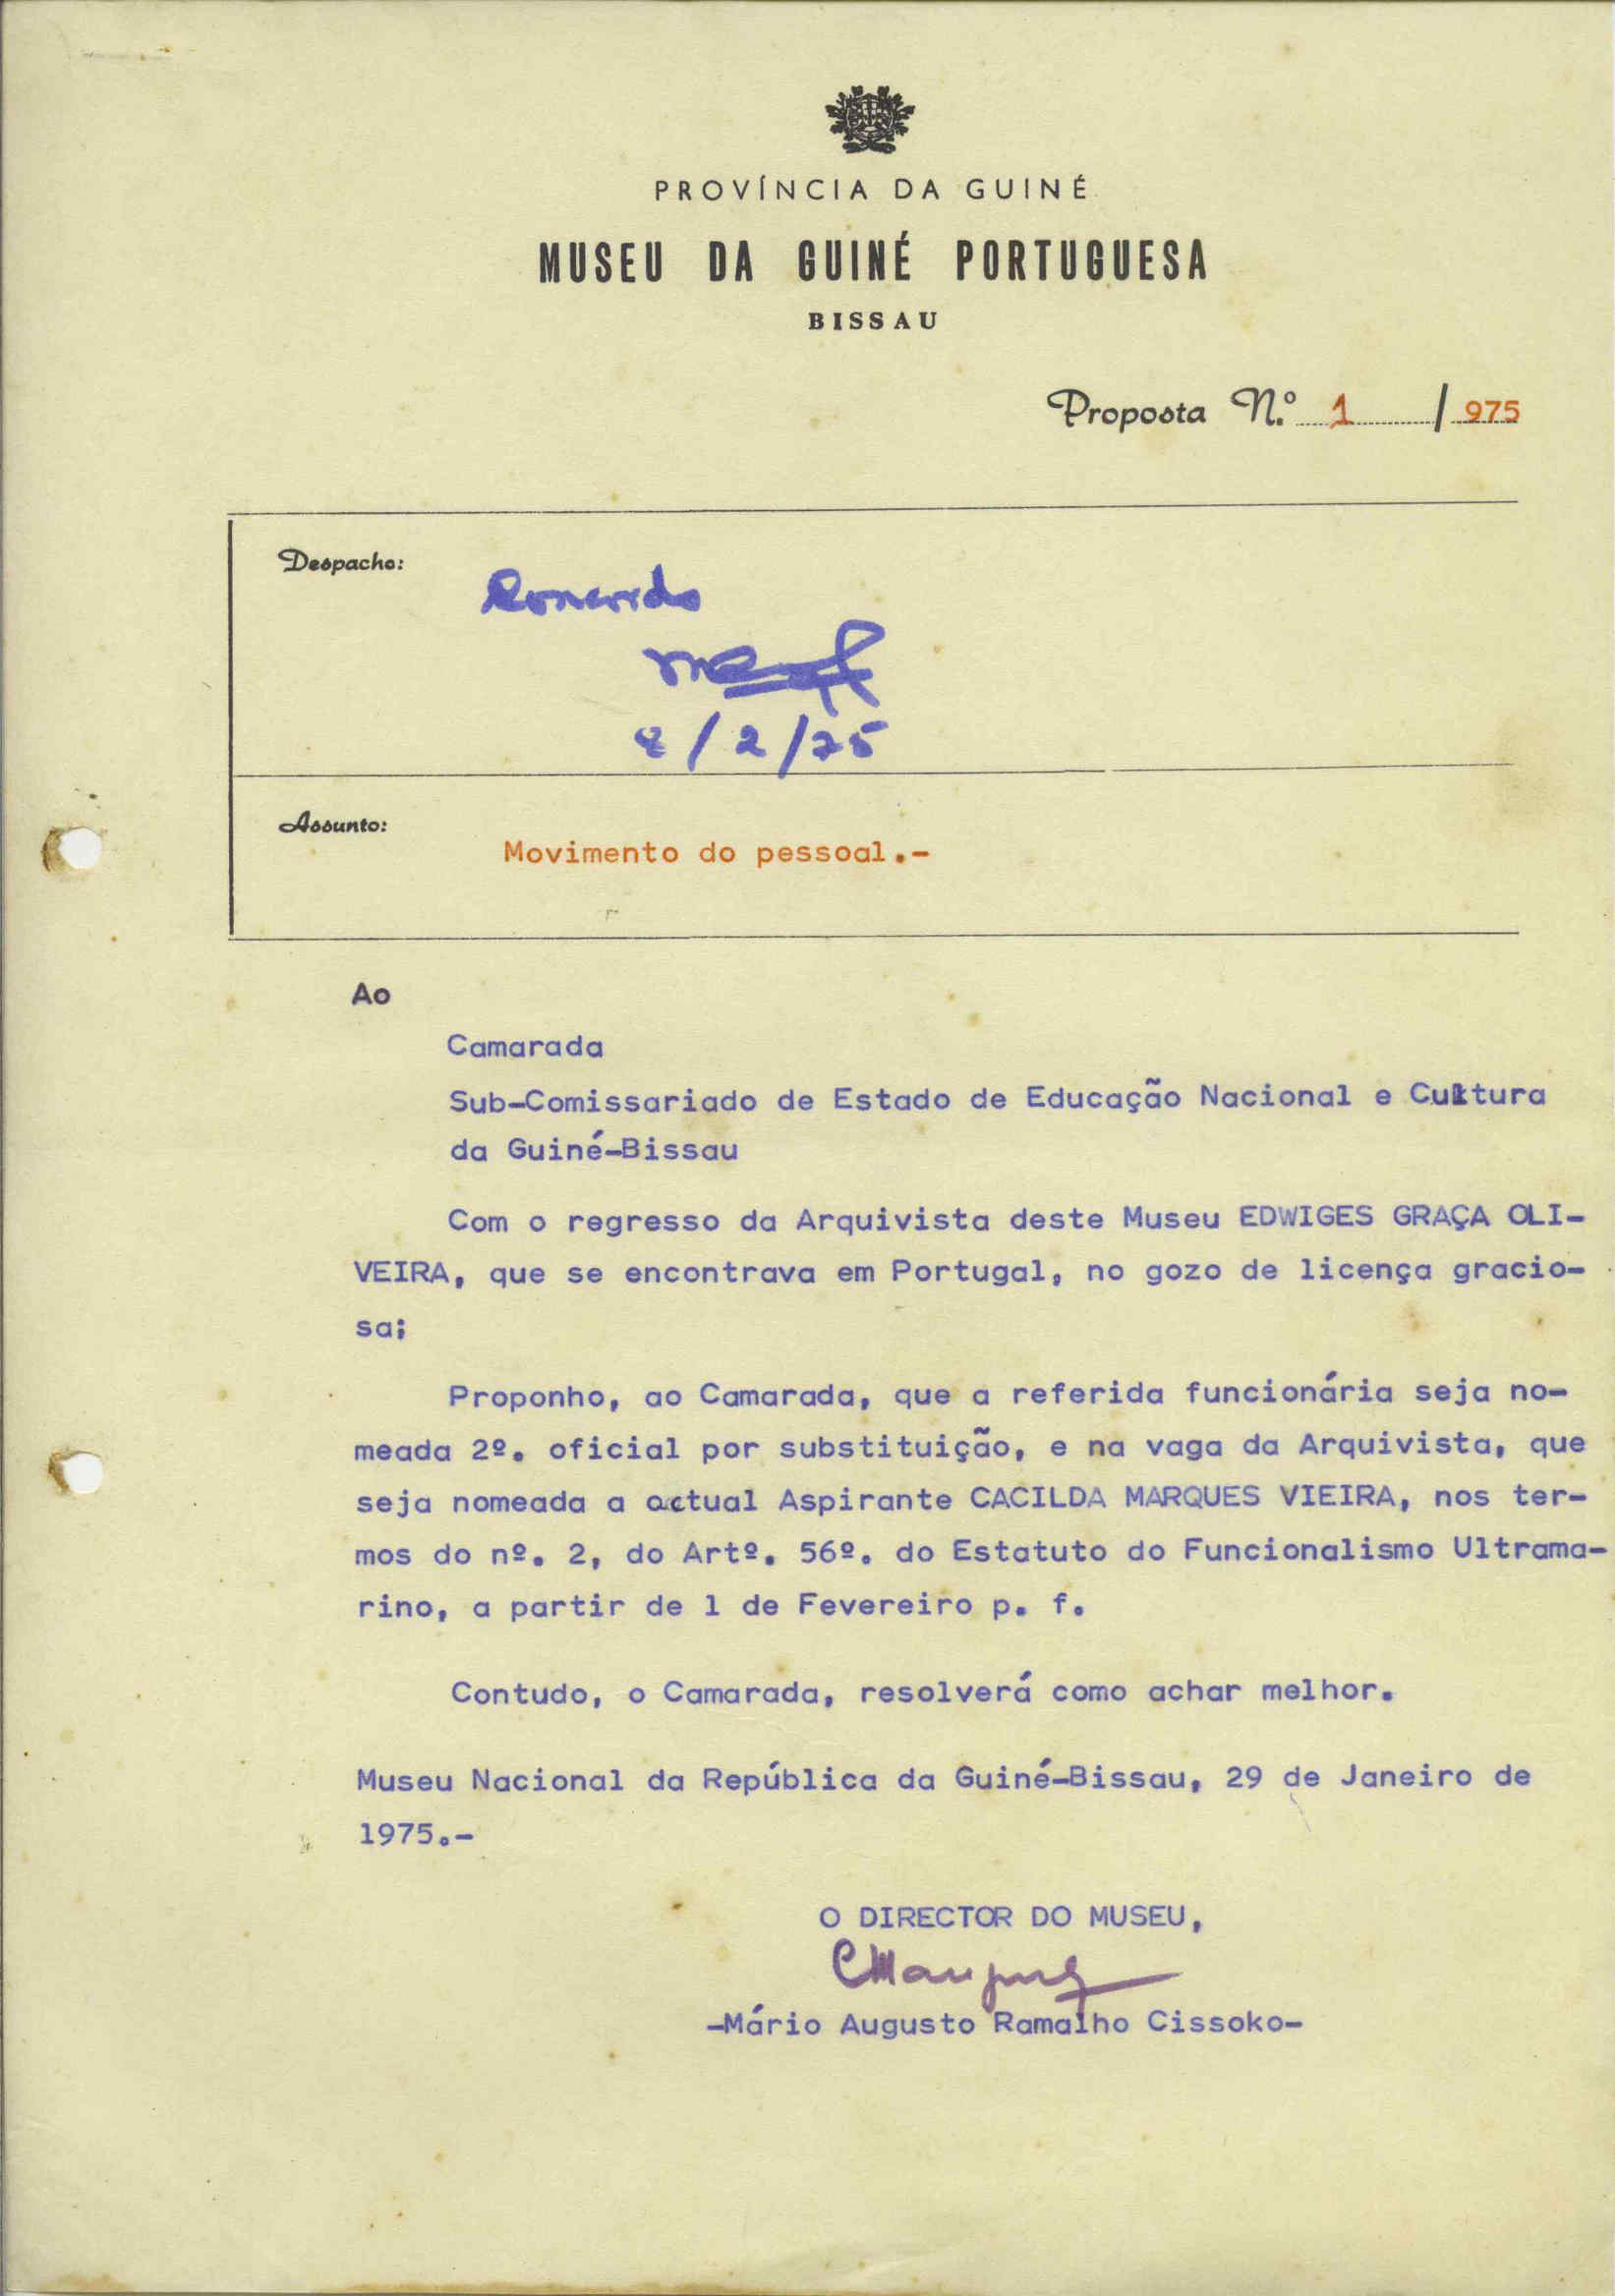 PROVÍNCIA DA GUINÉ
MUSEU DA GUINÉ PORTUGUESA
BISSAU
Proposta N.º 1 / 975
Despacho:
Concordo
8/2/75
Assunto:
Movimento do pessoal.-
Ao
Camarada
Sub-Comissariado de Estado de Educação Nacional e Cultura
da Guiné-Bissau
Com o regresso da Arquivista deste Museu EDWIGES GRAÇA OLI-
VEIRA, que se encontrava em Portugal, no gozo de licença gracio-
sa;
Proponho, ao Camarada, que a referida funcionária seja no-
meada 2º. oficial por substituição, e na vaga da Arquivista, que
seja nomeada a actual Aspirante CACILDA MARQUES VIEIRA, nos ter-
mos do nº. 2, do Artº. 56º. do Estatuto do Funcionalismo Ultrama-
rino, a partir de 1 de Fevereiro p. f.
Contudo, o Camarada, resolverá como achar melhor.
Museu Nacional da República da Guiné-Bissau, 29 de Janeiro de
1975.-
O DIRECTOR DO MUSEU,
-Mário Augusto Ramalho Cissoko-